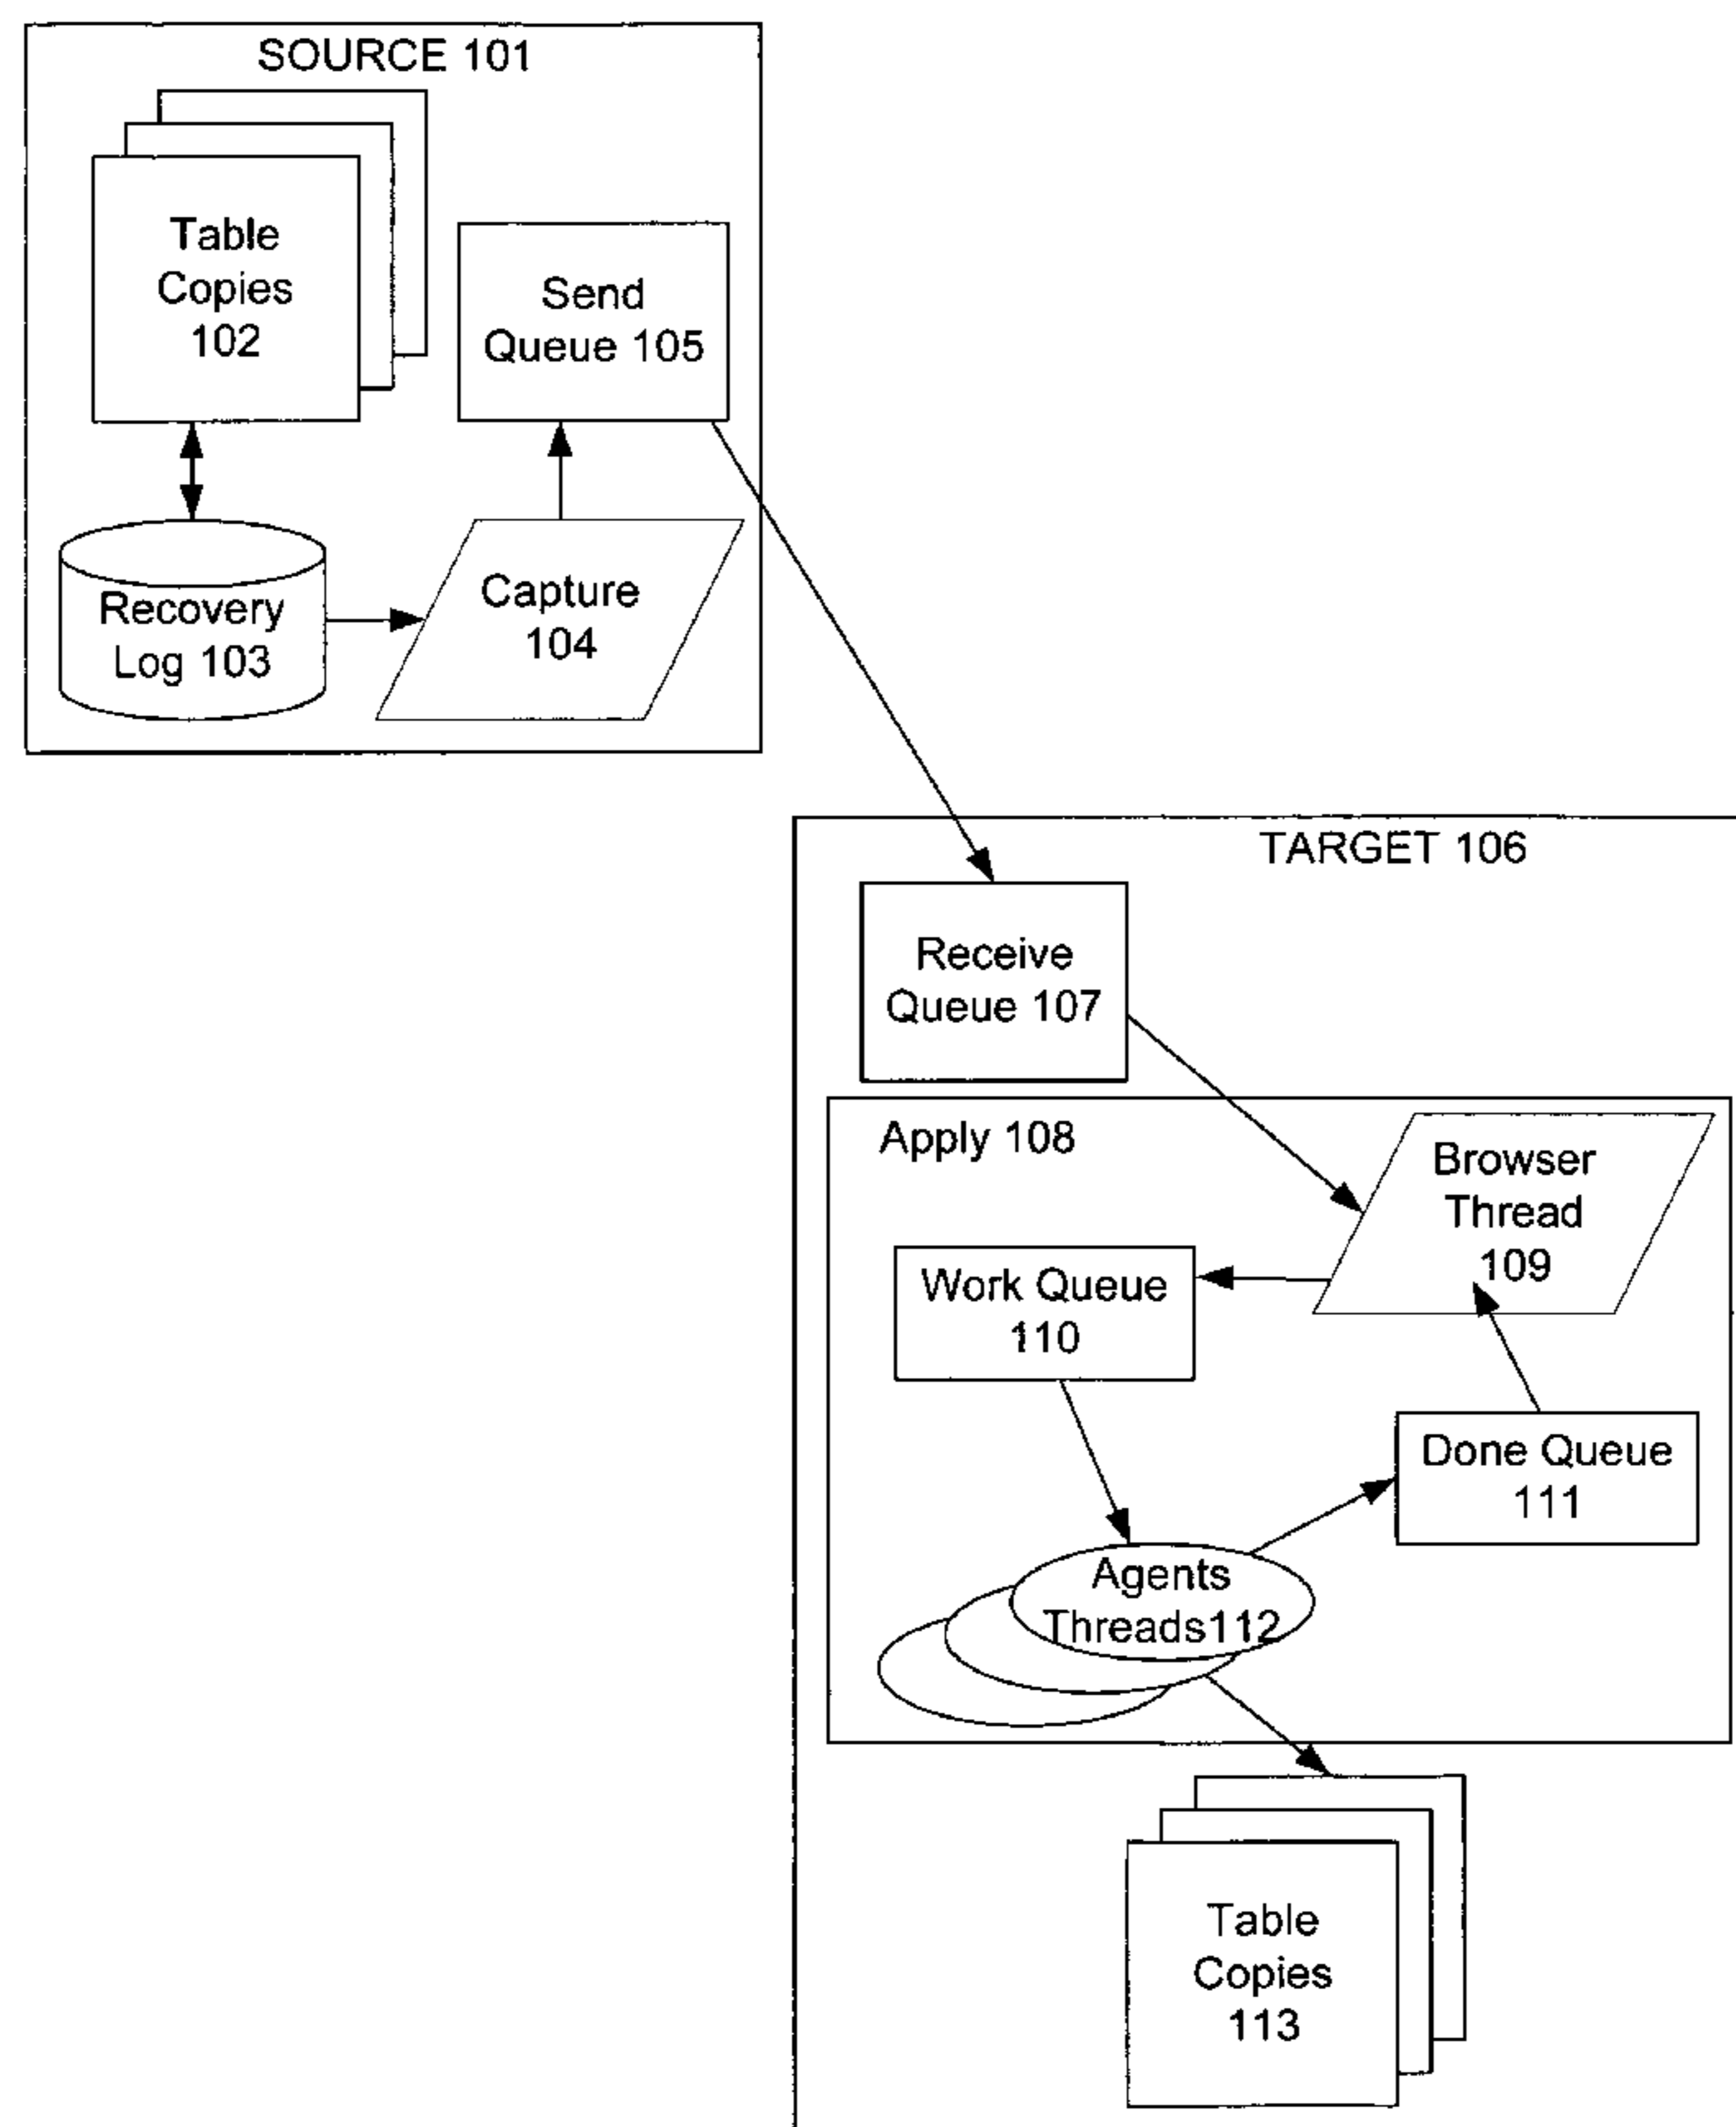 SOURCE 101
Table
Copies
102
Send
Queue 105
Recovery
Log 103
Capture
104
TARGET 106
Receive
Queue 107
Apply 108
Browser
Thread
109
Work Queue
110
Done Queue
111
Agents
Threads112
Table
Copies
113